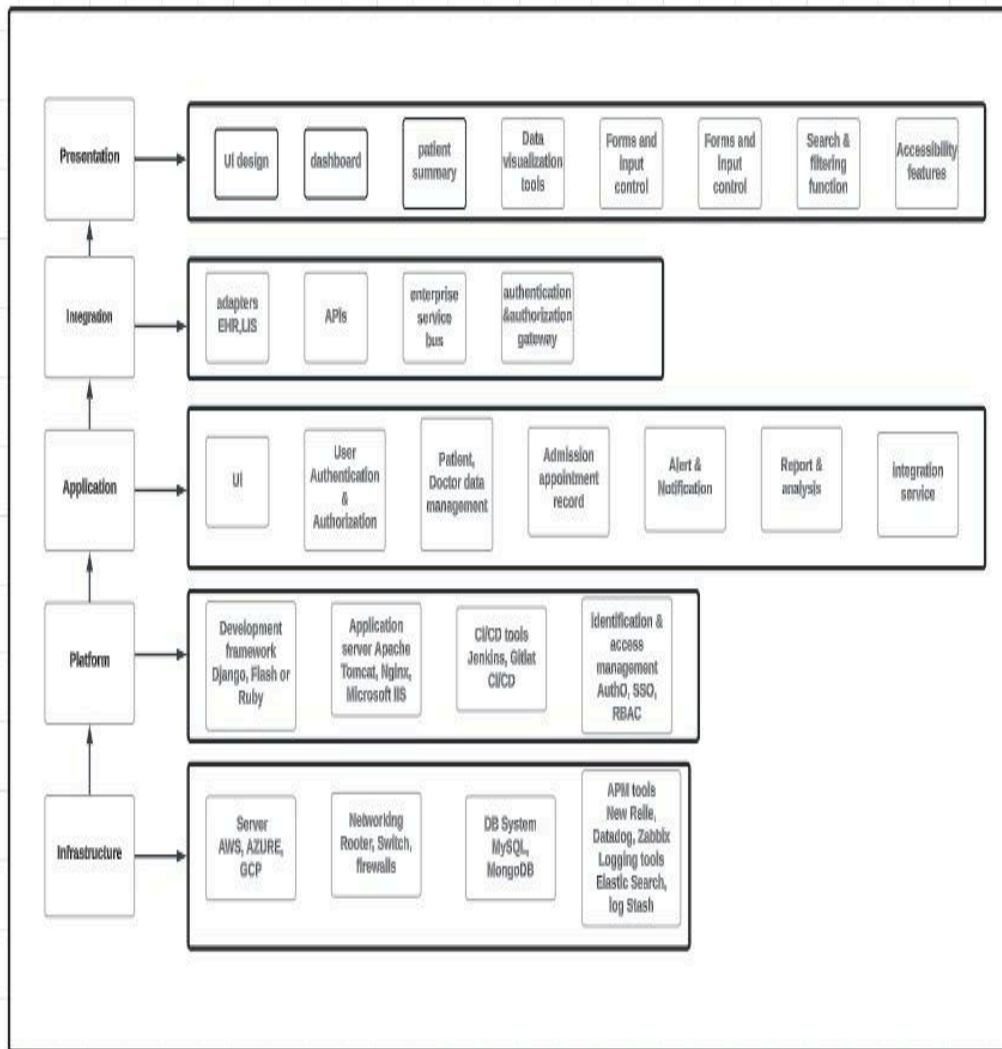 Presentation
UI design
dashboard
patient
summary
Data
visualization
tools
Forms and
input
control
Forms and
input
control
Search &
filtering
function
Accessibility
features
Integration
adapters
EHR,LIS
APIs
enterprise
service
bus
authentication
&authorization
gateway
Application
UI
User
Authentication
&
Authorization
Patient,
Doctor data
management
Admission
appointment
record
Alert &
Notification
Report &
analysis
integration
service
Platform
Development
framework
Django, Flash or
Ruby
Application
server Apache
Tomcat, Nginx,
Microsoft IIS
CI/CD tools
Jenkins, Gitlat
CI/CD
Identification &
access
management
AuthO, SSO,
RBAC
Infrastructure
Server
AWS, AZURE,
GCP
Networking
Rooter, Switch,
firewalls
DB System
MySQL,
MongoDB
APM tools
New Relle,
Datadog, Zabbix
Logging tools
Elastic Search,
log Stash